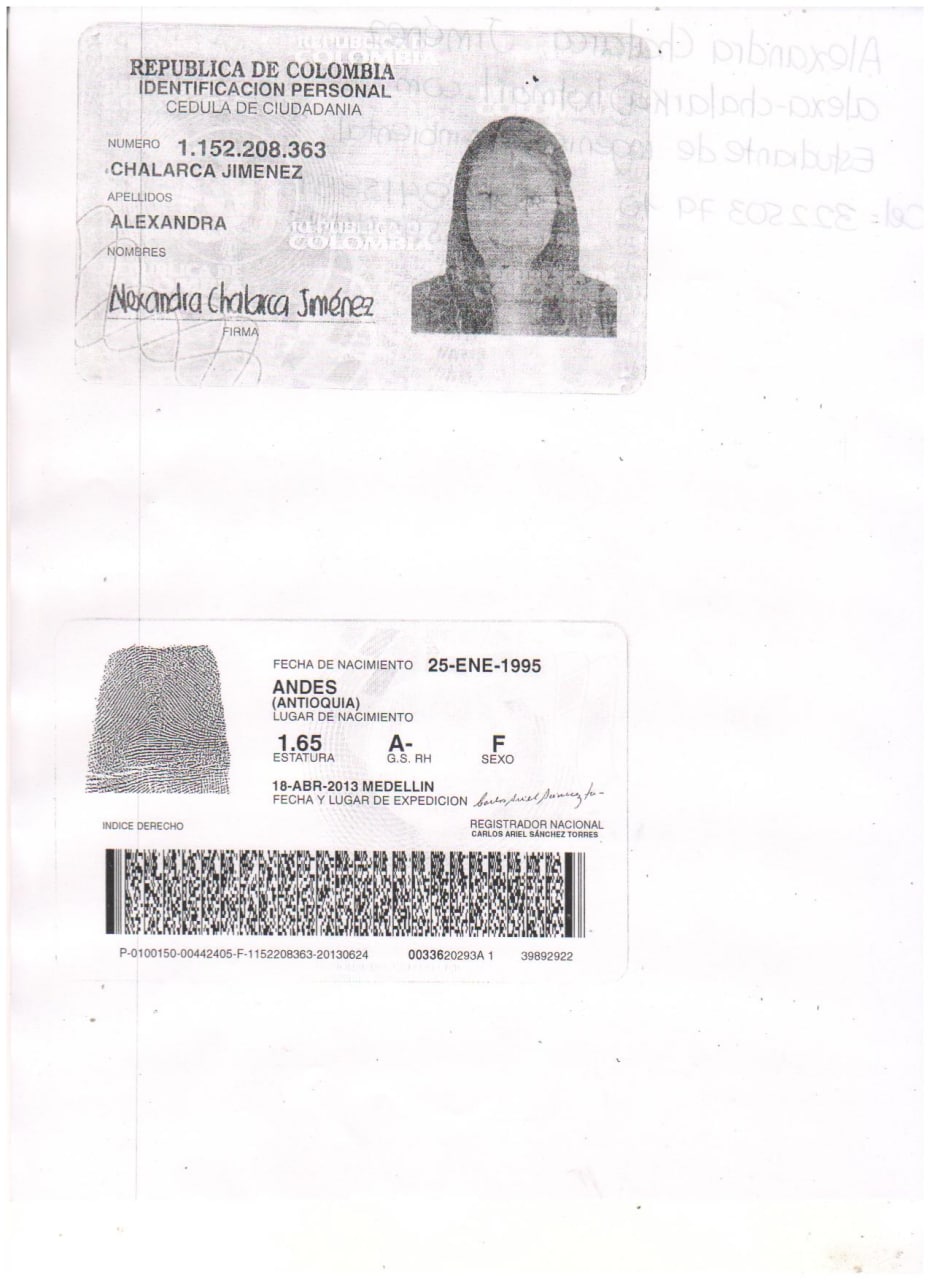 REPUBLICA DE COLOMBIA
IDENTIFICACION PERSONAL
CEDULA DE CIUDADANIA
NUMERO 1.152.208.363
CHALARCA JIMENEZ
APELLIDOS
ALEXANDRA
NOMBRES
Alexandra Chalarca Jiménez
FIRMA
REPUBLICA DE
COLOMBIA
FECHA DE NACIMIENTO 25-ENE-1995
ANDES
(ANTIOQUIA)
LUGAR DE NACIMIENTO
1.65 A- F
ESTATURA G.S. RH SEXO
18-ABR-2013 MEDELLIN
FECHA Y LUGAR DE EXPEDICION
INDICE DERECHO
REGISTRADOR NACIONAL
CARLOS ARIEL SÁNCHEZ TORRES
P-0100150-00442405-F-1152208363-20130624 0033620293A 1 39892922